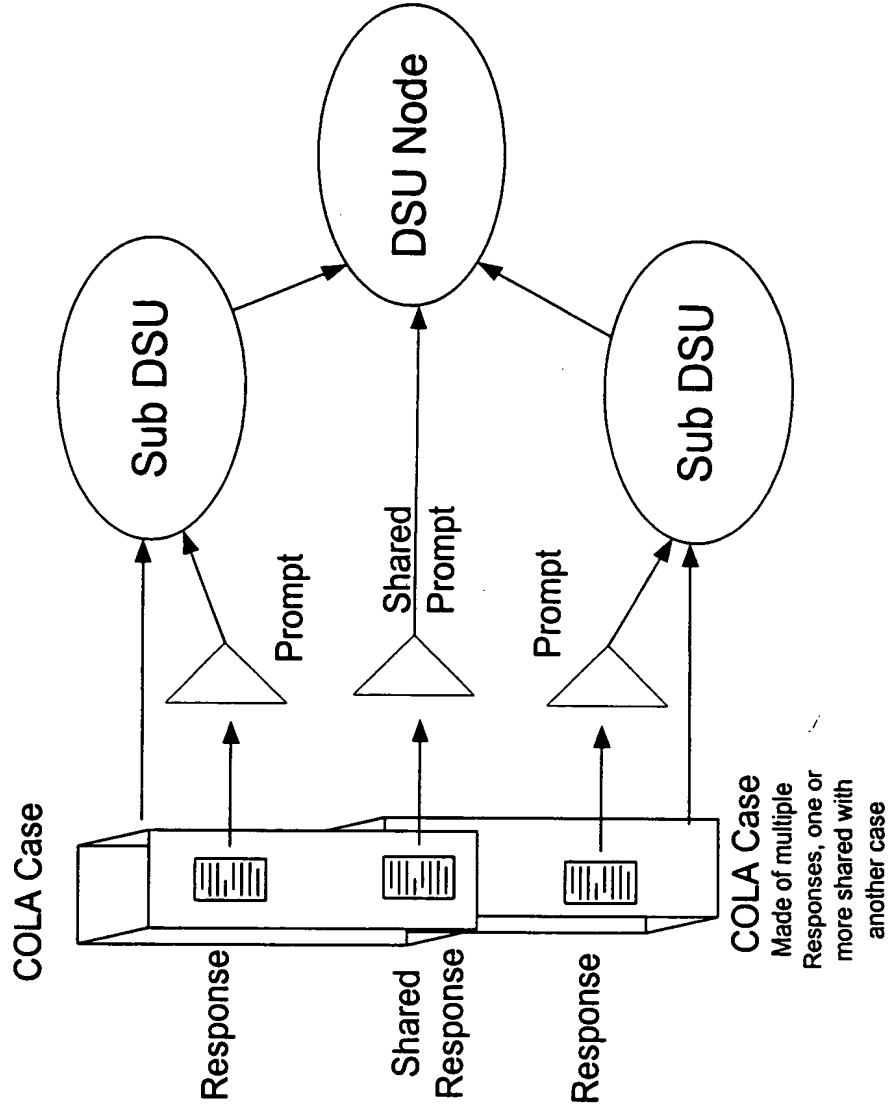 COLA Case
Response
Shared
Response
Response
COLA Case
Made of multiple
Responses, one or
more shared with
another case
Prompt
Shared
Prompt
Prompt
Sub DSU
Sub DSU
DSU Node